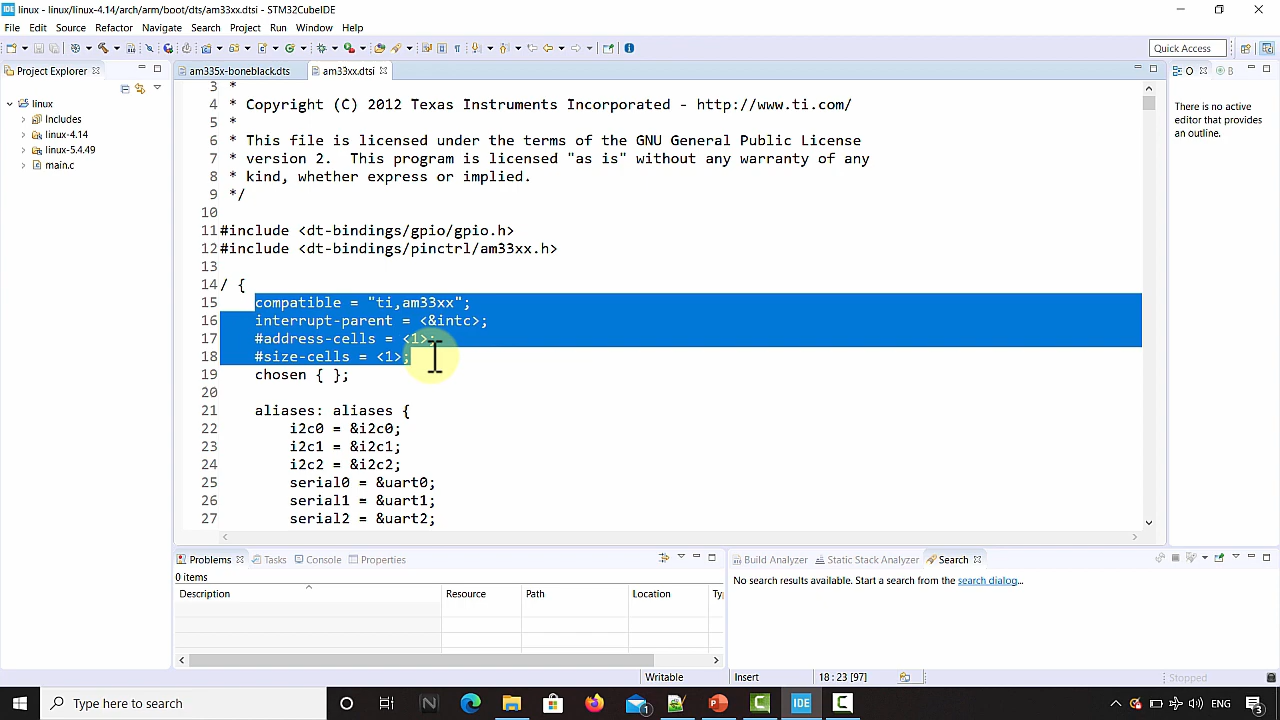 IDE linux - linux/linux-4.14/arch/arm/boot/dts/am33xx.dtsi - STM32CubeIDE
File Edit Source Refactor Navigate Search Project Run Window Help
Quick Access
Project Explorer
linux
Includes
linux-4.14
linux-5.4.49
main.c
am335x-boneblack.dts
am33xx.dtsi
3 *
4 * Copyright (C) 2012 Texas Instruments Incorporated - http://www.ti.com/
5 *
6 * This file is licensed under the terms of the GNU General Public License
7 * version 2.  This program is licensed "as is" without any warranty of any
8 * kind, whether express or implied.
9 */
10
11 #include <dt-bindings/gpio/gpio.h>
12 #include <dt-bindings/pinctrl/am33xx.h>
13
14 / {
15 compatible = "ti,am33xx";
16 interrupt-parent = <&intc>;
17 #address-cells = <1>;
18 #size-cells = <1>;
19 chosen { };
20
21 aliases: aliases {
22 i2c0 = &i2c0;
23 i2c1 = &i2c1;
24 i2c2 = &i2c2;
25 serial0 = &uart0;
26 serial1 = &uart1;
27 serial2 = &uart2;
O
B
There is no active
editor that provides
an outline.
Problems Tasks Console Properties
0 items
Description Resource Path Location Ty
Build Analyzer Static Stack Analyzer Search
No search results available. Start a search from the search dialog...
Writable Insert 18 : 23 [97] Stopped
Type here to search
N
1
IDE
ENG
3